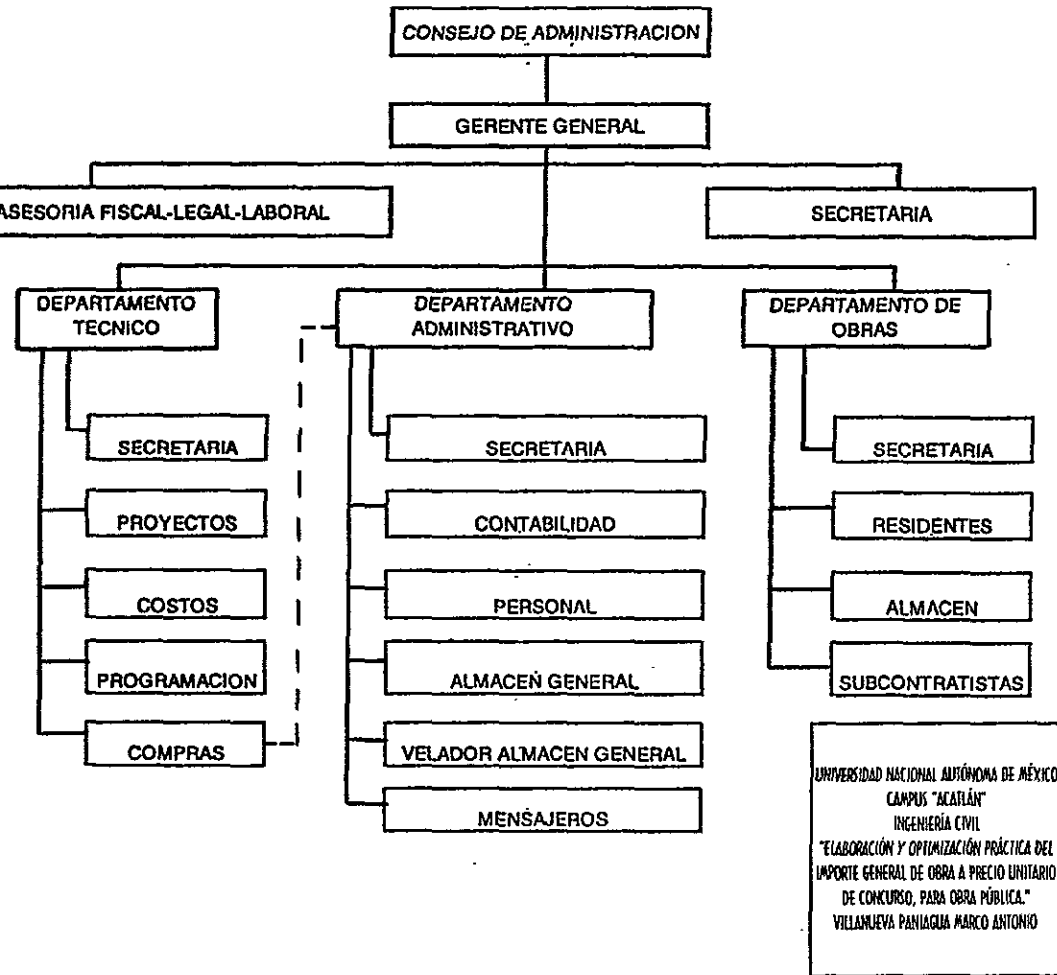 CONSEJO DE ADMINISTRACION
GERENTE GENERAL
ASESORIA FISCAL-LEGAL-LABORAL
SECRETARIA
DEPARTAMENTO
TECNICO
SECRETARIA
PROYECTOS
COSTOS
PROGRAMACION
COMPRAS
DEPARTAMENTO
ADMINISTRATIVO
SECRETARIA
CONTABILIDAD
PERSONAL
ALMACEN GENERAL
VELADOR ALMACEN GENERAL
MENSAJEROS
DEPARTAMENTO DE
OBRAS
SECRETARIA
RESIDENTES
ALMACEN
SUBCONTRATISTAS
UNIVERSIDAD NACIONAL AUTÓNOMA DE MÉXICO
CAMPUS "ACATLÁN"
INGENIERÍA CIVIL
"ELABORACIÓN Y OPTIMIZACIÓN PRÁCTICA DEL
IMPORTE GENERAL DE OBRA A PRECIO UNITARIO
DE CONCURSO, PARA OBRA PÚBLICA."
VILLANUEVA PANIAGUA MARCO ANTONIO